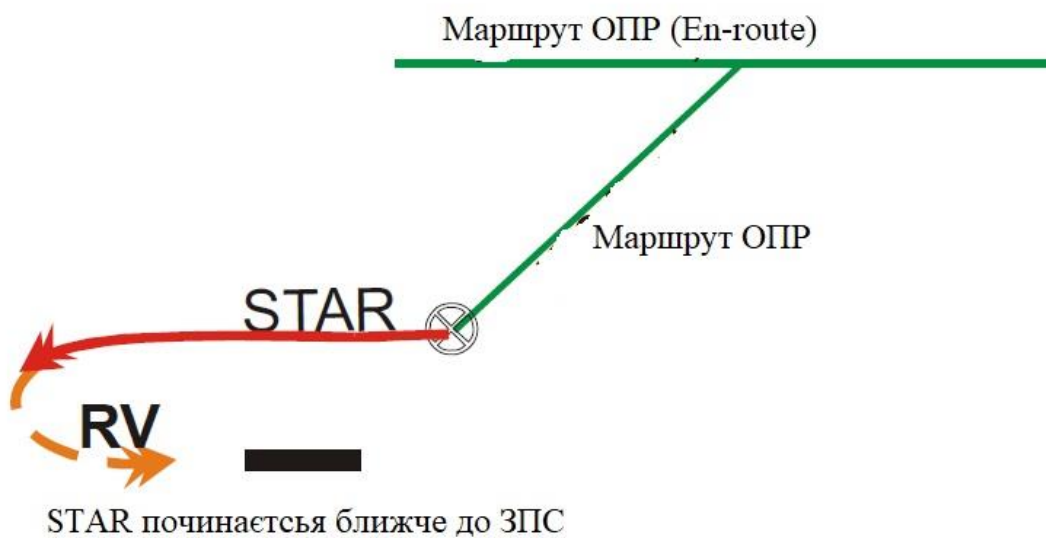 Маршрут ОПР (En-route)
Маршрут ОПР
STAR
RV
STAR починаєтсья ближче до ЗПС